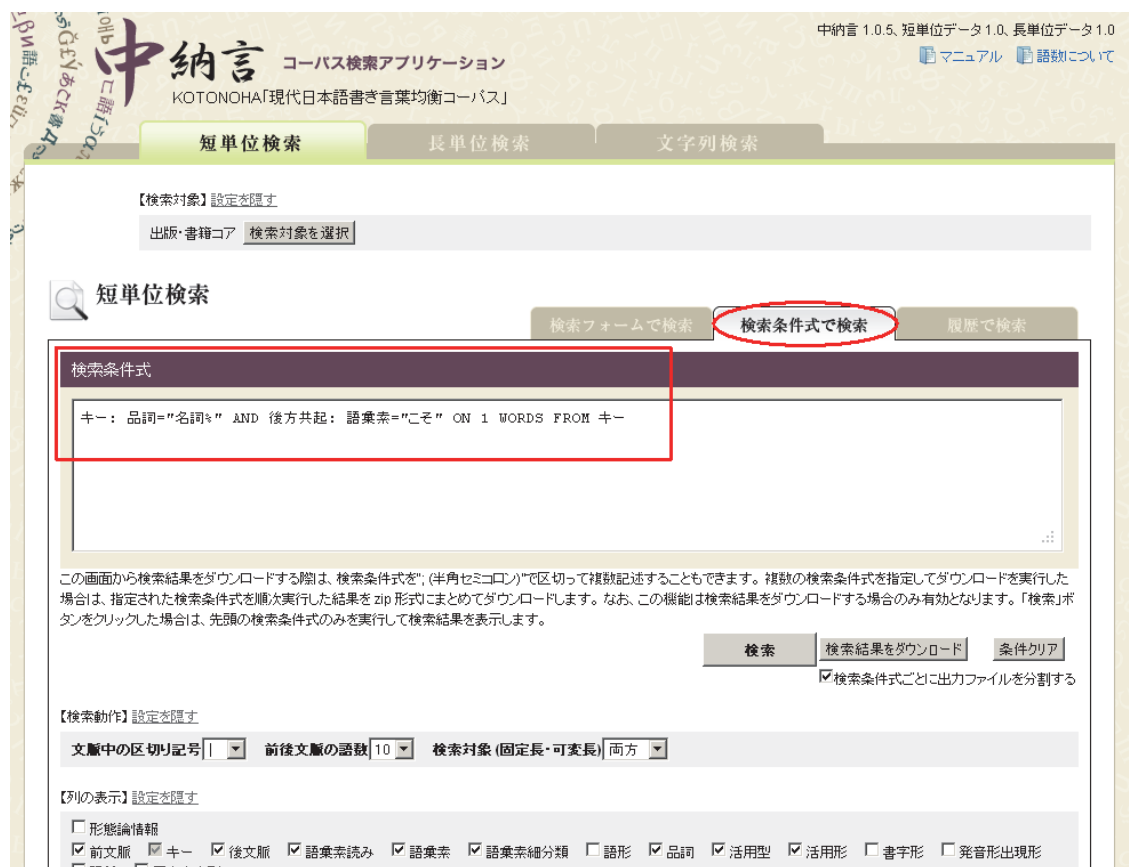 中納言 1.0.5、短単位データ1.0、長単位データ1.0
マニュアル 語数について
中納言 コーパス検索アプリケーション
KOTONOHA「現代日本語書き言葉均衡コーパス」
短単位検索 長単位検索 文字列検索
【検索対象】設定を隠す
出版・書籍コア 検索対象を選択
短単位検索
検索フォームで検索 検索条件式で検索 履歴で検索
検索条件式
キー: 品詞="名詞%" AND 後方共起: 語彙素="こそ" ON 1 WORDS FROM キー
この画面から検索結果をダウンロードする際は、検索条件式を"; (半角セミコロン)"で区切って複数記述することもできます。複数の検索条件式を指定してダウンロードを実行した
場合は、指定された検索条件式を順次実行した結果を zip 形式にまとめてダウンロードします。なお、この機能は検索結果をダウンロードする場合のみ有効となります。「検索」ボ
タンをクリックした場合は、先頭の検索条件式のみを実行して検索結果を表示します。
検索 検索結果をダウンロード 条件クリア
検索条件式ごとに出力ファイルを分割する
【検索動作】設定を隠す
文脈中の区切り記号 | 前後文脈の語数 10 検索対象(固定長・可変長) 両方
【列の表示】設定を隠す
形態論情報
前文脈 キー 後文脈 語彙素読み 語彙素 語彙素細分類 語形 品詞 活用型 活用形 書字形 発音形出現形